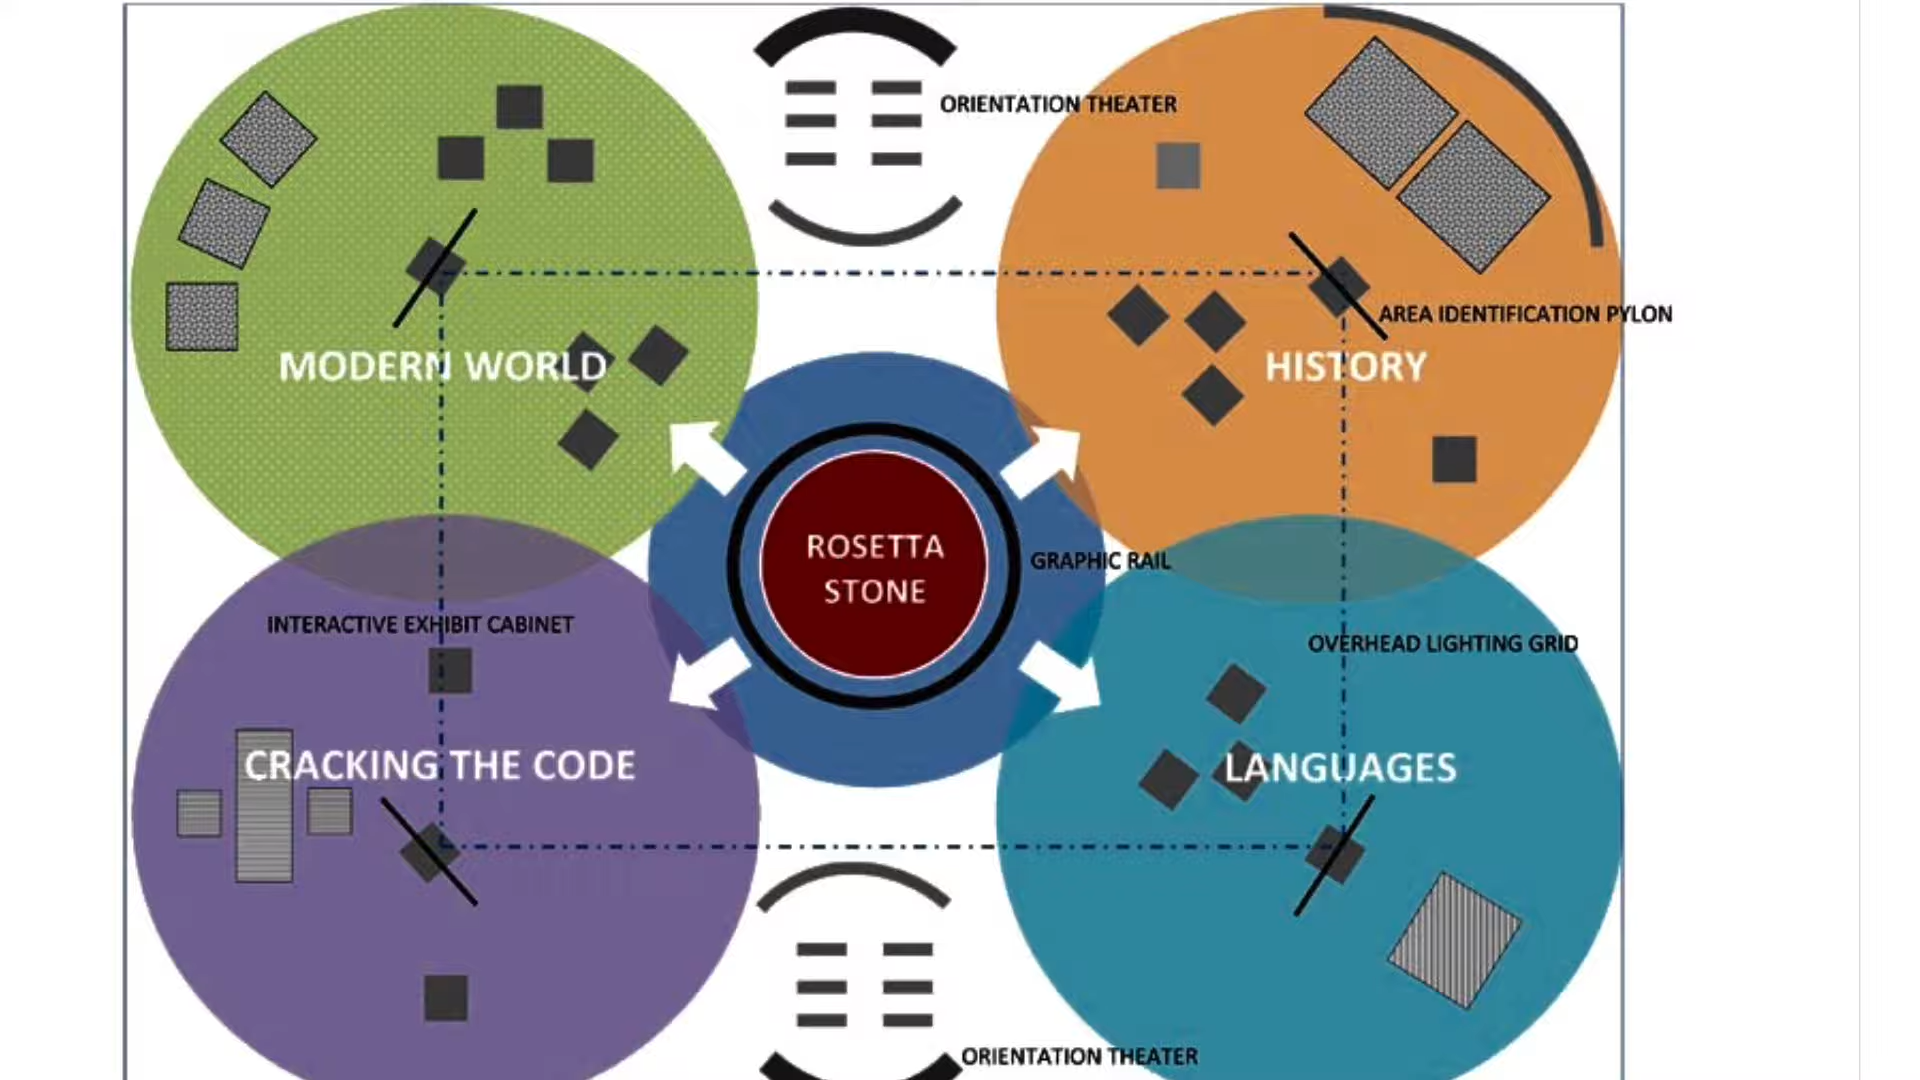 ORIENTATION THEATER
AREA IDENTIFICATION PYLON
MODERN WORLD
HISTORY
ROSETTA
STONE
GRAPHIC RAIL
INTERACTIVE EXHIBIT CABINET
OVERHEAD LIGHTING GRID
CRACKING THE CODE
LANGUAGES
ORIENTATION THEATER